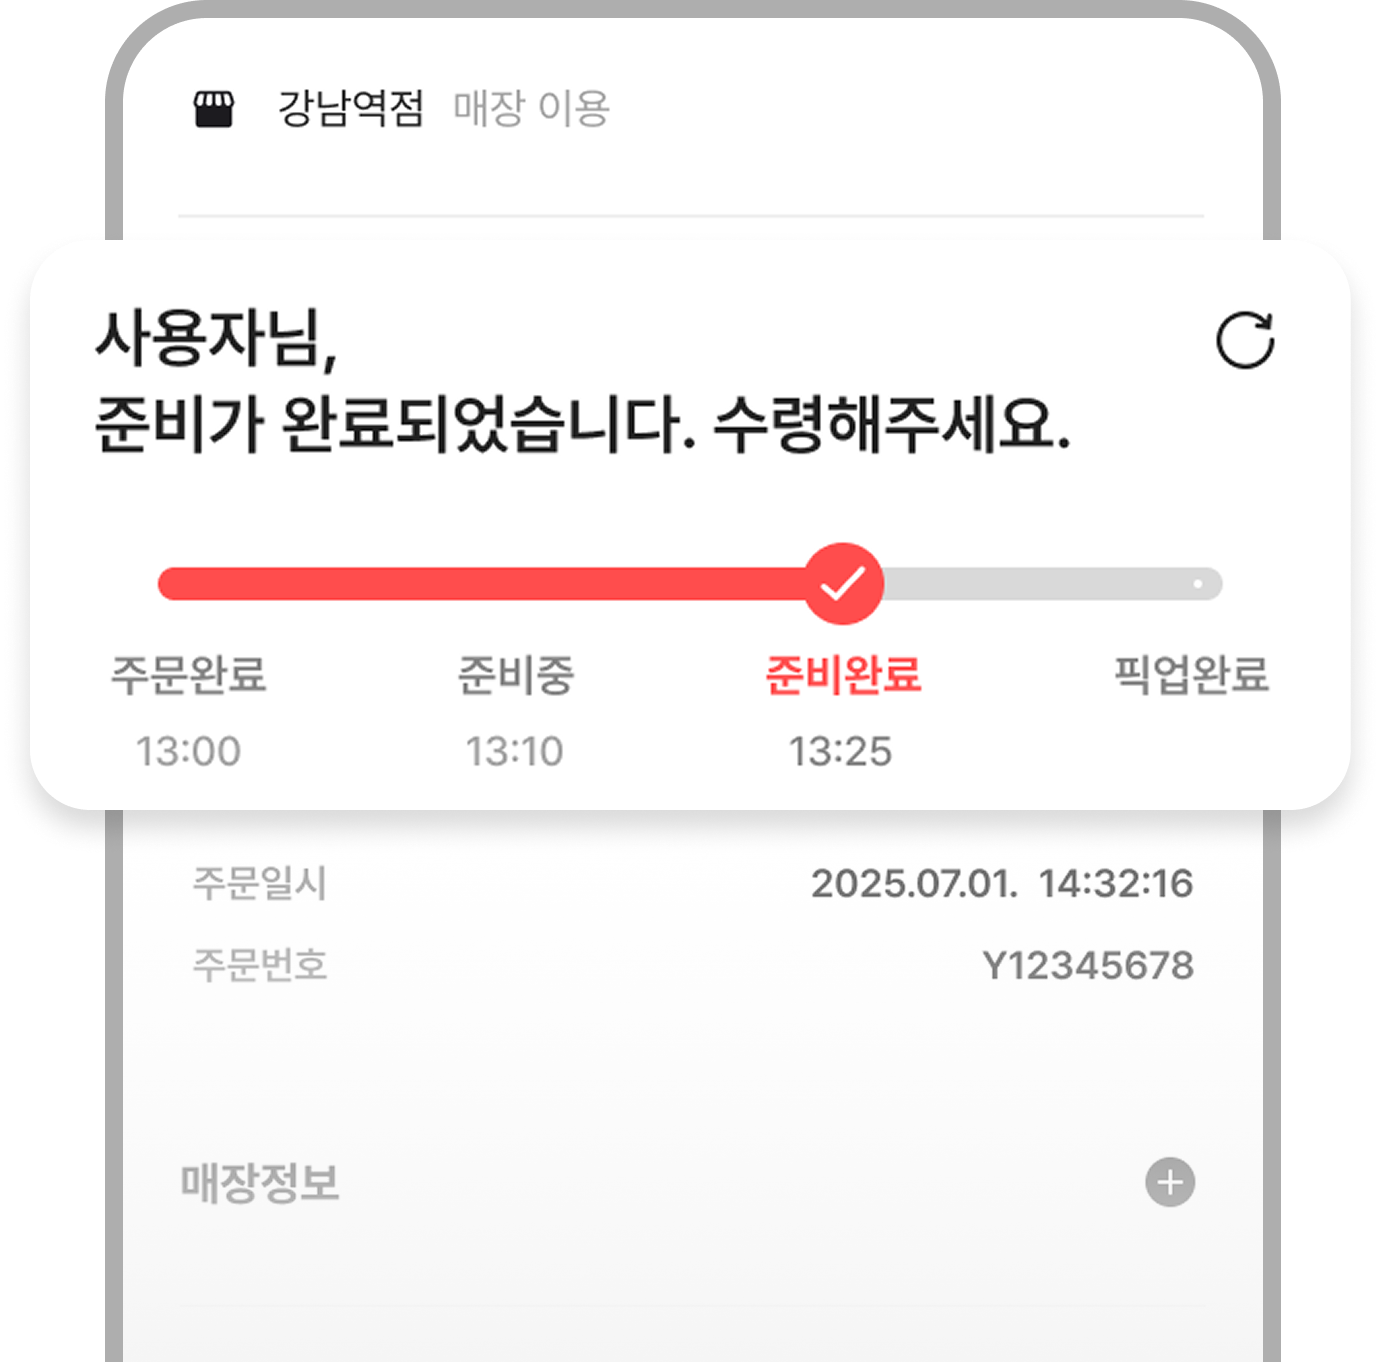 강남역점 매장 이용
사용자님,
준비가 완료되었습니다. 수령해주세요.
주문완료 준비중 준비완료 픽업완료
13:00 13:10 13:25
주문일시 2025.07.01. 14:32:16
주문번호 Y12345678
매장정보